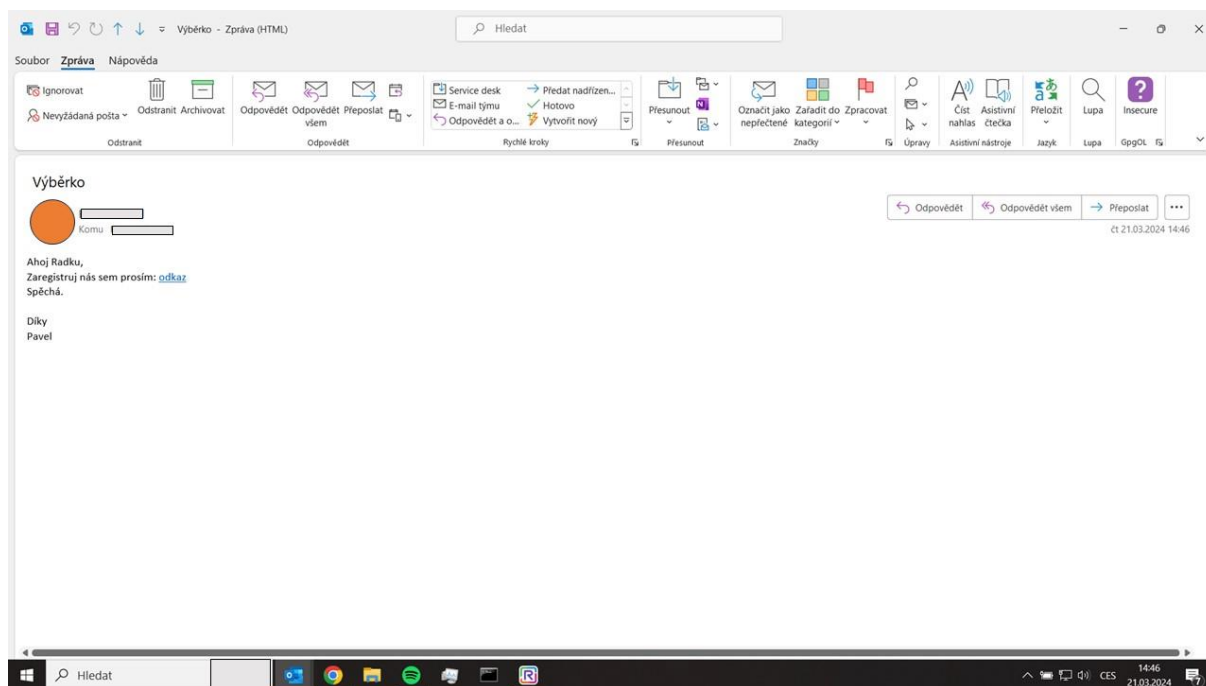 Výběrko - Zpráva (HTML)
Hledat
Soubor Zpráva Nápověda
Ignorovat
Nevyžádaná pošta
Odstranit Archivovat
Odstranit
Odpovědět Odpovědět všem Přeposlat
Odpovědět
Service desk
E-mail týmu
Odpovědět a o...
Předat nadřízen...
Hotovo
Vytvořit nový
Rychlé kroky
Přesunout
Přesunout
Označit jako nepřečtené
Zařadit do kategorií
Zpracovat
Značky
Úpravy
Číst nahlas
Asistivní čtečka
Asistivní nástroje
Přeložit
Jazyk
Lupa
Lupa
Insecure
GpgOL
Výběrko
Komu
Odpovědět Odpovědět všem Přeposlat
čt 21.03.2024 14:46
Ahoj Radku,
Zaregistruj nás sem prosím: odkaz
Spěchá.
Díky
Pavel
Hledat
CES
14:46
21.03.2024
7